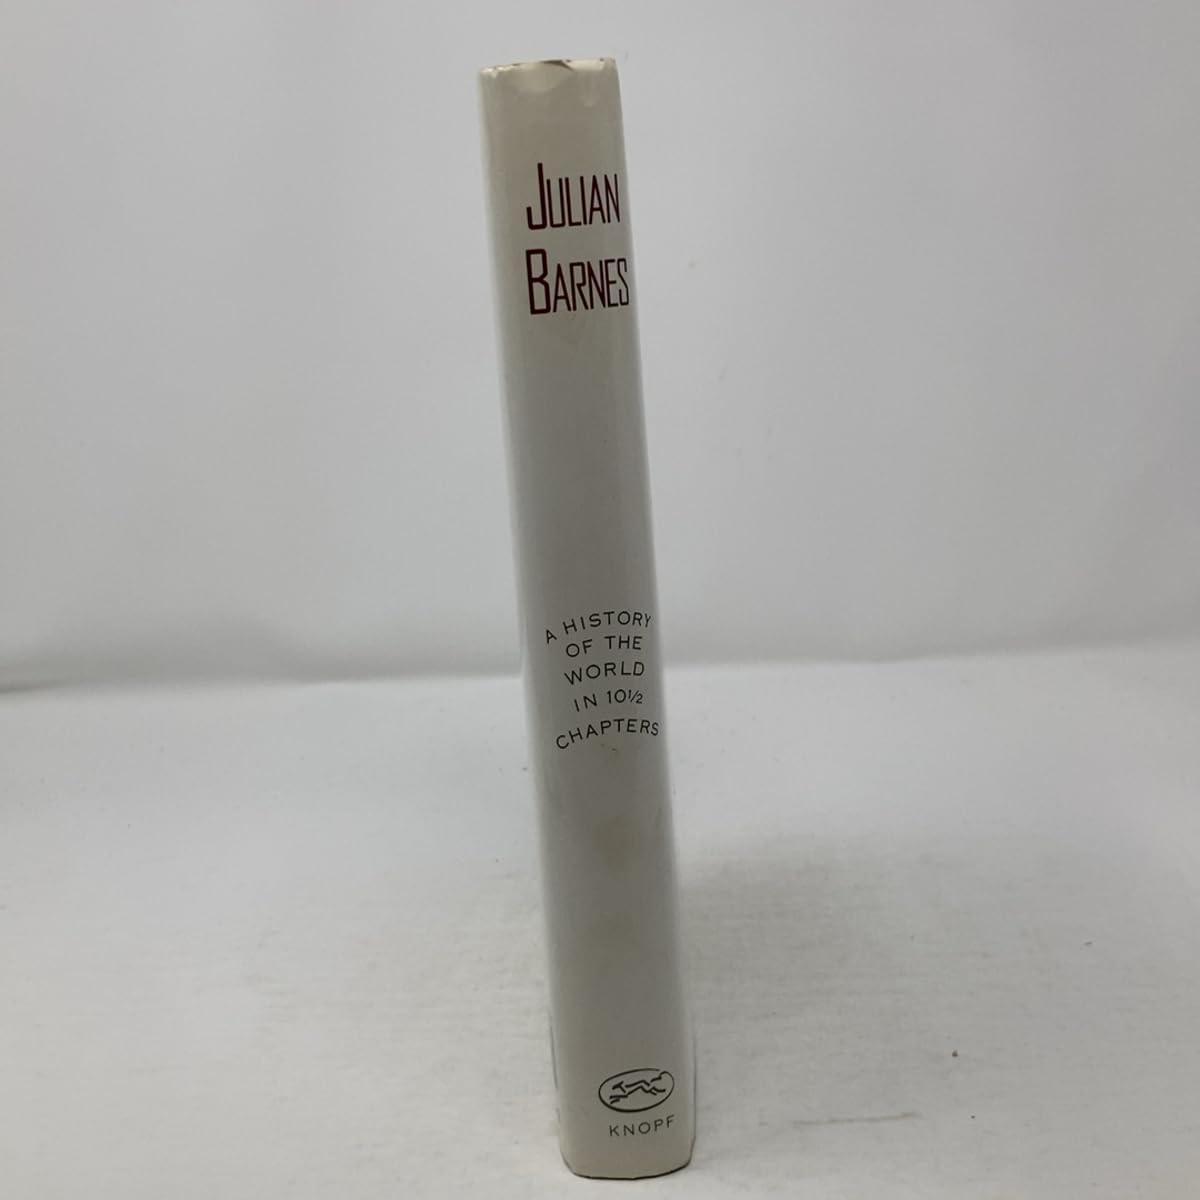 JULIAN
BARNES
A HISTORY
OF THE
WORLD
IN 10½
CHAPTERS
KNOPF